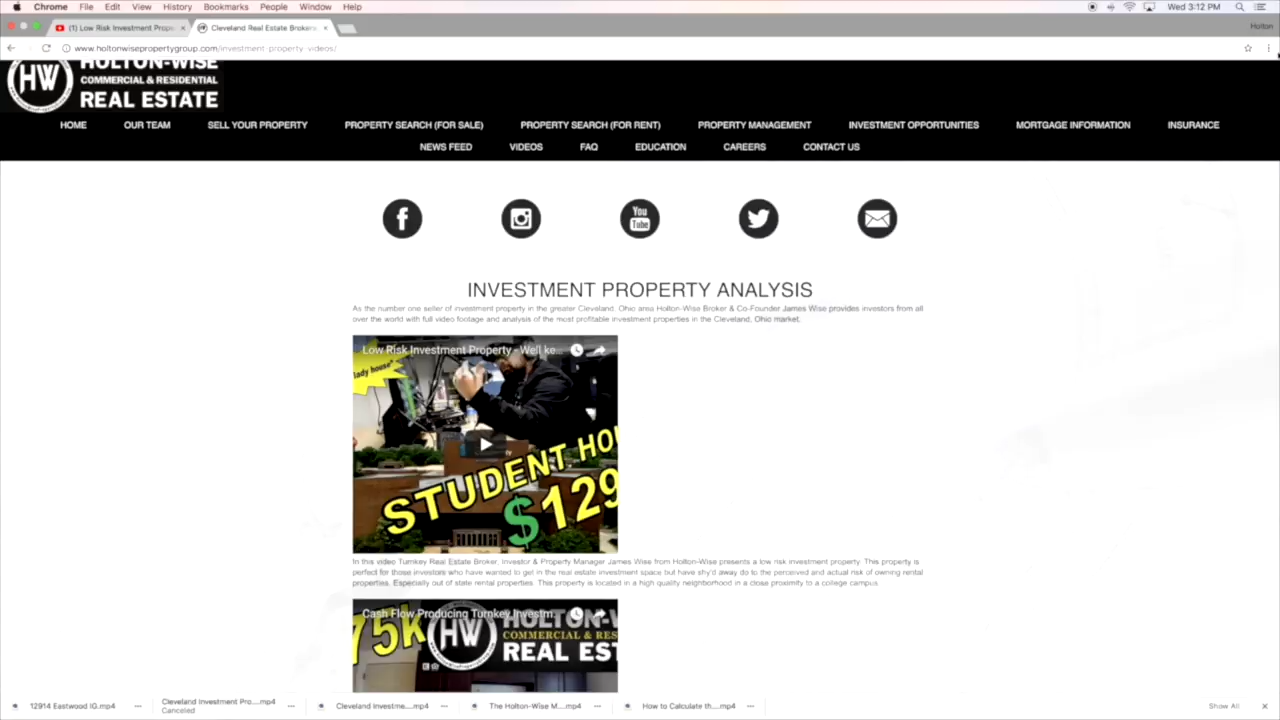 Chrome File Edit View History Bookmarks People Window Help Wed 3:12 PM
(1) Low Risk Investment Prope Cleveland Real Estate Brokers Holton
www.holtonwisepropertygroup.com/investment-property-videos/
HW HOLTON-WISE
COMMERCIAL & RESIDENTIAL
REAL ESTATE
HOME OUR TEAM SELL YOUR PROPERTY PROPERTY SEARCH (FOR SALE) PROPERTY SEARCH (FOR RENT) PROPERTY MANAGEMENT INVESTMENT OPPORTUNITIES MORTGAGE INFORMATION INSURANCE
NEWS FEED VIDEOS FAQ EDUCATION CAREERS CONTACT US
f You Tube
INVESTMENT PROPERTY ANALYSIS
As the number one seller of investment property in the greater Cleveland, Ohio area Holton-Wise Broker & Co-Founder James Wise provides investors from all
over the world with full video footage and analysis of the most profitable investment properties in the Cleveland, Ohio market.
Low Risk Investment Property - Well ke...
lady house"
STUDENT HO
$129
In this video Turnkey Real Estate Broker, Investor & Property Manager James Wise from Holton-Wise presents a low risk investment property. This property is
perfect for those investors who have wanted to get in the real estate investment space but have shy'd away do to the perceived and actual risk of owning rental
properties. Especially out of state rental properties. This property is located in a high quality neighborhood in a close proximity to a college campus.
Cash Flow Producing Turnkey Investm...
75k HW HOLTON-W
COMMERCIAL & RES
REAL EST
12914 Eastwood IG.mp4 Cleveland Investment Pro....mp4 Cleveland Investme....mp4 The Holton-Wise M....mp4 How to Calculate th....mp4 Show All
Canceled